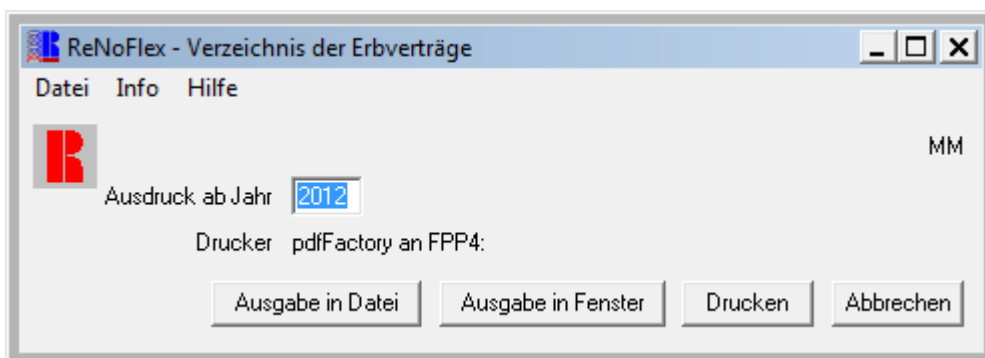 ReNoFlex - Verzeichnis der Erbverträge
Datei Info Hilfe
MM
Ausdruck ab Jahr 2012
Drucker pdfFactory an FPP4:
Ausgabe in Datei Ausgabe in Fenster Drucken Abbrechen